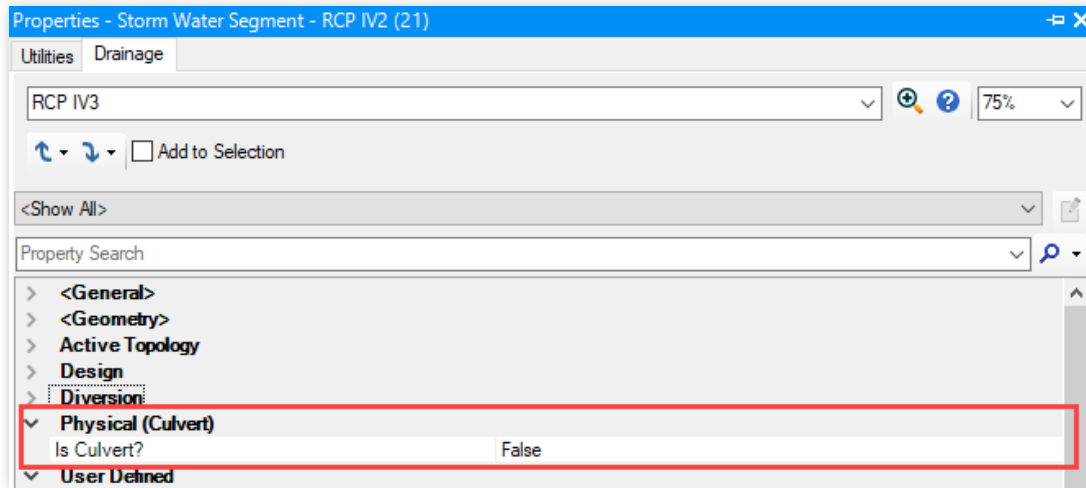 Properties - Storm Water Segment - RCP IV2 (21)
Utilities Drainage
RCP IV3 75%
Add to Selection
<Show All>
Property Search
<General>
<Geometry>
Active Topology
Design
Diversion
Physical (Culvert)
Is Culvert? False
User Defined